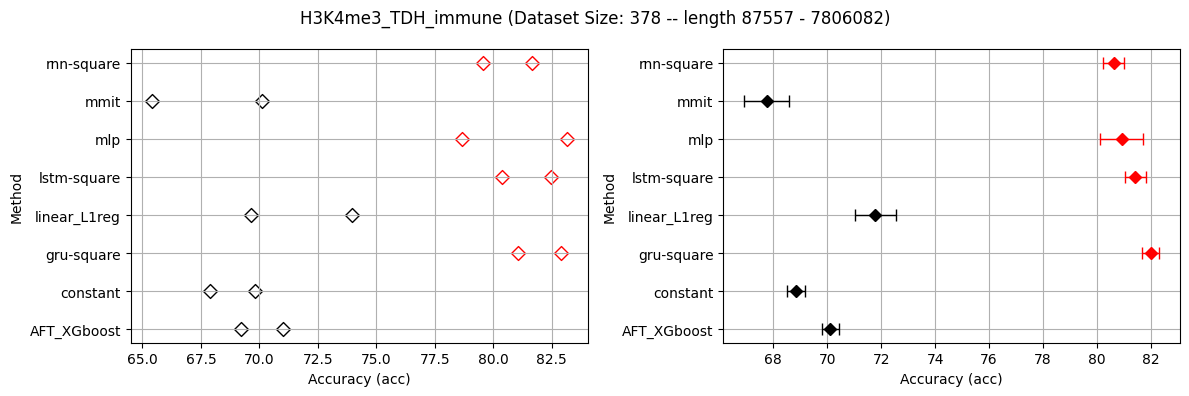 H3K4me3_TDH_immune (Dataset Size: 378 -- length 87557 - 7806082)
Method
rnn-square
mmit
mlp
lstm-square
linear_L1reg
gru-square
constant
AFT_XGboost
65.0 67.5 70.0 72.5 75.0 77.5 80.0 82.5
Accuracy (acc)
Method
rnn-square
mmit
mlp
lstm-square
linear_L1reg
gru-square
constant
AFT_XGboost
68 70 72 74 76 78 80 82
Accuracy (acc)